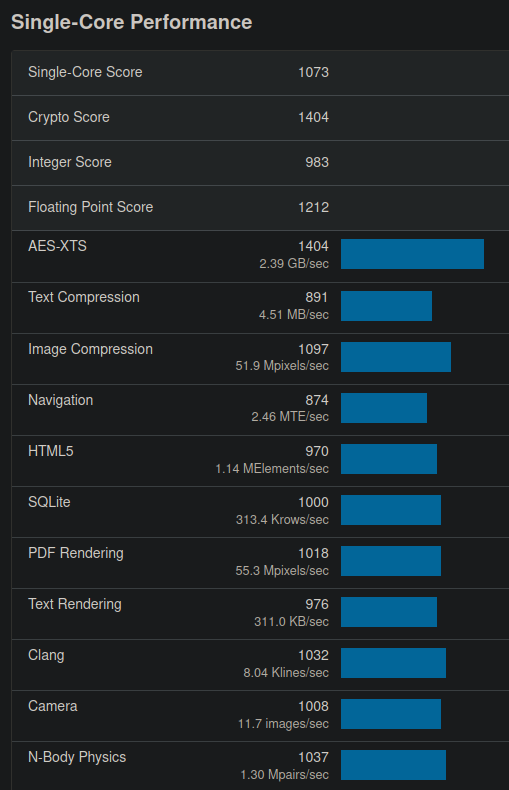 Single-Core Performance
Single-Core Score 1073
Crypto Score 1404
Integer Score 983
Floating Point Score 1212
AES-XTS 1404
2.39 GB/sec
Text Compression 891
4.51 MB/sec
Image Compression 1097
51.9 Mpixels/sec
Navigation 874
2.46 MTE/sec
HTML5 970
1.14 MElements/sec
SQLite 1000
313.4 Krows/sec
PDF Rendering 1018
55.3 Mpixels/sec
Text Rendering 976
311.0 KB/sec
Clang 1032
8.04 Klines/sec
Camera 1008
11.7 images/sec
N-Body Physics 1037
1.30 Mpairs/sec